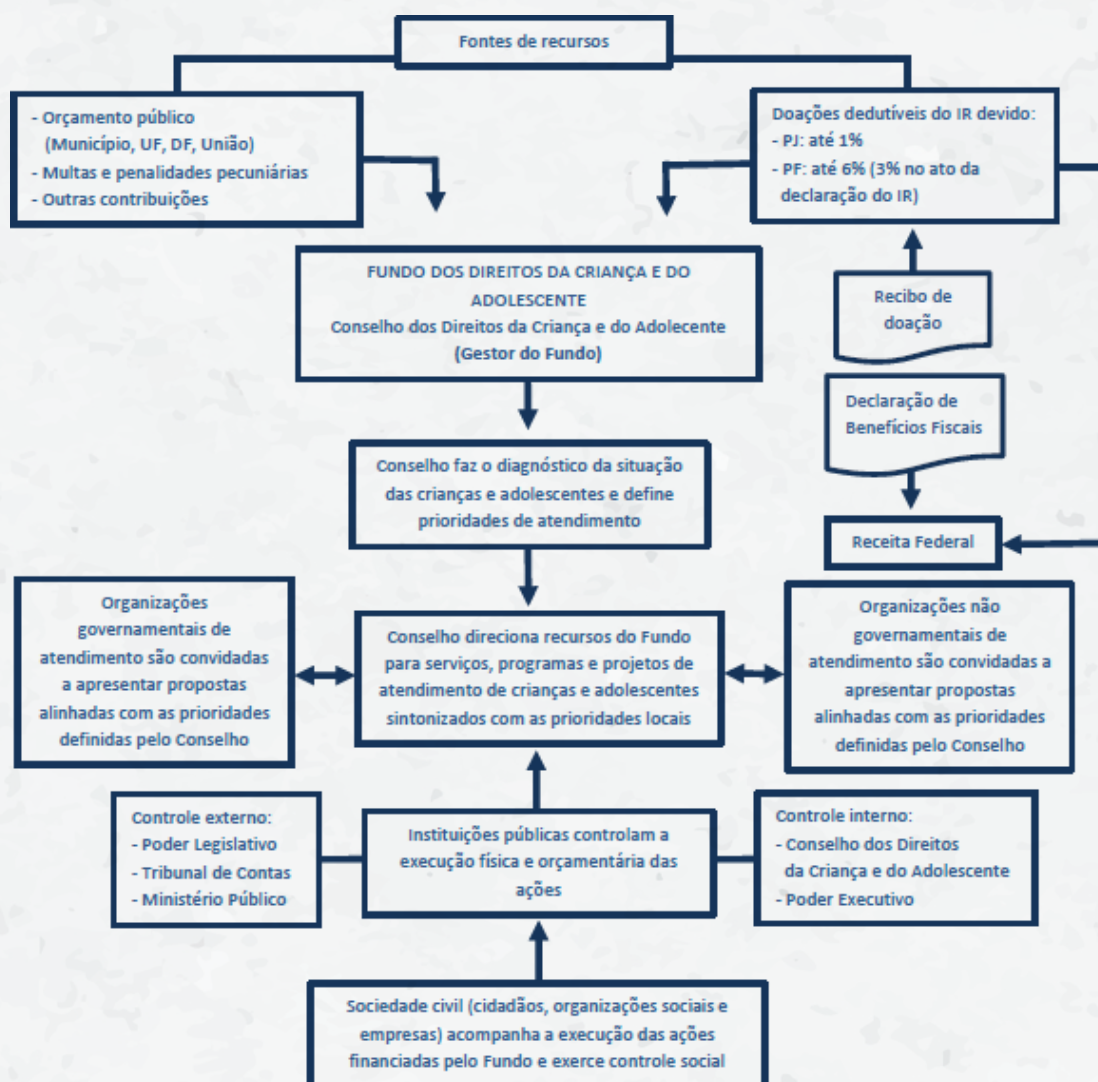 Fontes de recursos
- Orçamento público
(Município, UF, DF, União)
- Multas e penalidades pecuniárias
- Outras contribuições
Doações dedutíveis do IR devido:
- PJ: até 1%
- PF: até 6% (3% no ato da
declaração do IR)
FUNDO DOS DIREITOS DA CRIANÇA E DO
ADOLESCENTE
Conselho dos Direitos da Criança e do Adolecente
(Gestor do Fundo)
Recibo de
doação
Declaração de
Benefícios Fiscais
Receita Federal
Conselho faz o diagnóstico da situação
das crianças e adolescentes e define
prioridades de atendimento
Organizações
governamentais de
atendimento são convidadas
a apresentar propostas
alinhadas com as prioridades
definidas pelo Conselho
Conselho direciona recursos do Fundo
para serviços, programas e projetos de
atendimento de crianças e adolescentes
sintonizados com as prioridades locais
Organizações não
governamentais de
atendimento são convidadas a
apresentar propostas
alinhadas com as prioridades
definidas pelo Conselho
Controle externo:
- Poder Legislativo
- Tribunal de Contas
- Ministério Público
Instituições públicas controlam a
execução física e orçamentária das
ações
Controle interno:
- Conselho dos Direitos
da Criança e do Adolescente
- Poder Executivo
Sociedade civil (cidadãos, organizações sociais e
empresas) acompanha a execução das ações
financiadas pelo Fundo e exerce controle social